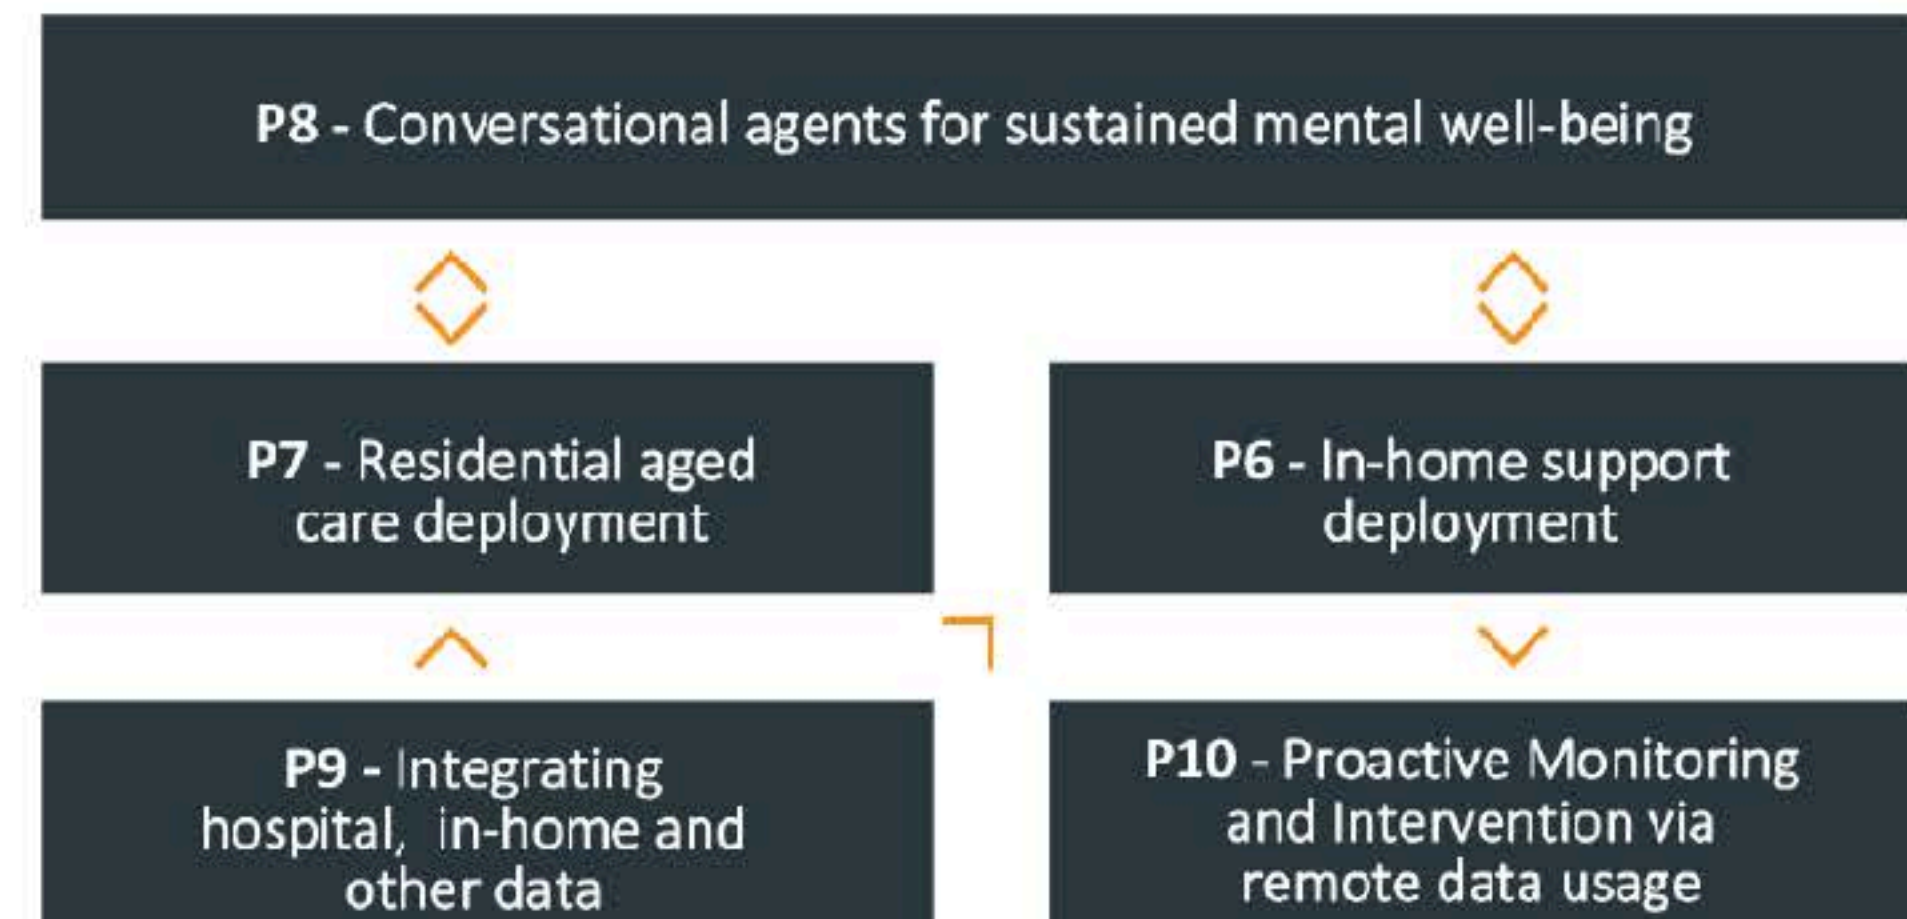 P8 - Conversational agents for sustained mental well-being
P7 - Residential aged
care deployment
P6 - In-home support
deployment
P9 - Integrating
hospital, in-home and
other data
P10 - Proactive Monitoring
and Intervention via
remote data usage